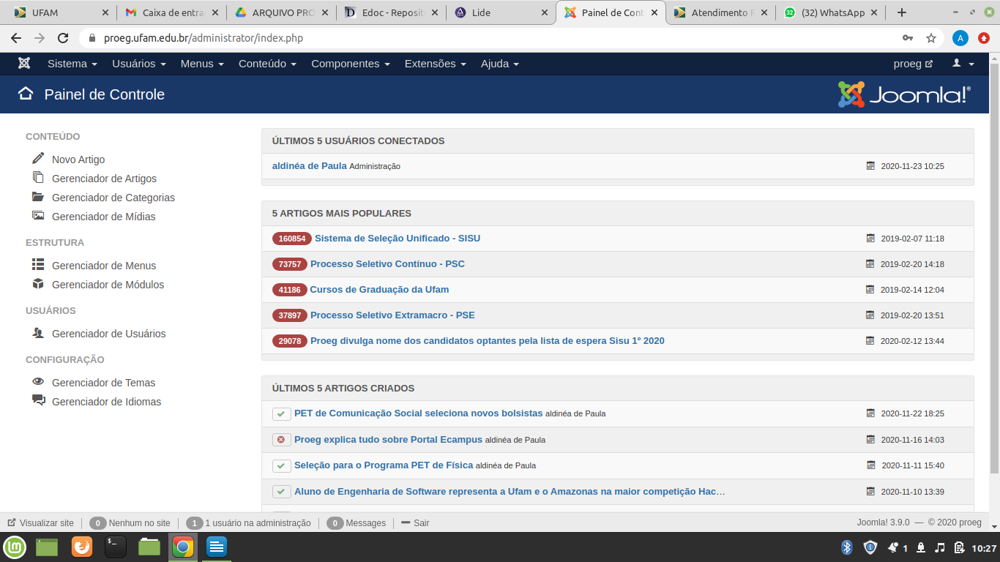 UFAM
Caixa de entra
ARQUIVO PRO
Edoc - Reposit
Lide
Painel de Cont
Atendimento
(32) WhatsApp
proeg.ufam.edu.br/administrator/index.php
A
Sistema Usuários Menus Conteúdo Componentes Extensões Ajuda proeg
Painel de Controle
Joomla!®
CONTEÚDO
Novo Artigo
Gerenciador de Artigos
Gerenciador de Categorias
Gerenciador de Mídias
ESTRUTURA
Gerenciador de Menus
Gerenciador de Módulos
USUÁRIOS
Gerenciador de Usuários
CONFIGURAÇÃO
Gerenciador de Temas
Gerenciador de Idiomas
ÚLTIMOS 5 USUÁRIOS CONECTADOS
aldinéa de Paula Administração 2020-11-23 10:25
5 ARTIGOS MAIS POPULARES
160854 Sistema de Seleção Unificado - SISU 2019-02-07 11:18
73757 Processo Seletivo Contínuo - PSC 2019-02-20 14:18
41186 Cursos de Graduação da Ufam 2019-02-14 12:04
37897 Processo Seletivo Extramacro - PSE 2019-02-20 13:51
29078 Proeg divulga nome dos candidatos optantes pela lista de espera Sisu 1º 2020 2020-02-12 13:44
ÚLTIMOS 5 ARTIGOS CRIADOS
PET de Comunicação Social seleciona novos bolsistas aldinéa de Paula 2020-11-22 18:25
Proeg explica tudo sobre Portal Ecampus aldinéa de Paula 2020-11-16 14:03
Seleção para o Programa PET de Física aldinéa de Paula 2020-11-11 15:40
Aluno de Engenharia de Software representa a Ufam e o Amazonas na maior competição Hac… 2020-11-10 13:39
Visualizar site 0 Nenhum no site 1 1 usuário na administração 0 Messages Sair Joomla! 3.9.0 — © 2020 proeg
1 10:27